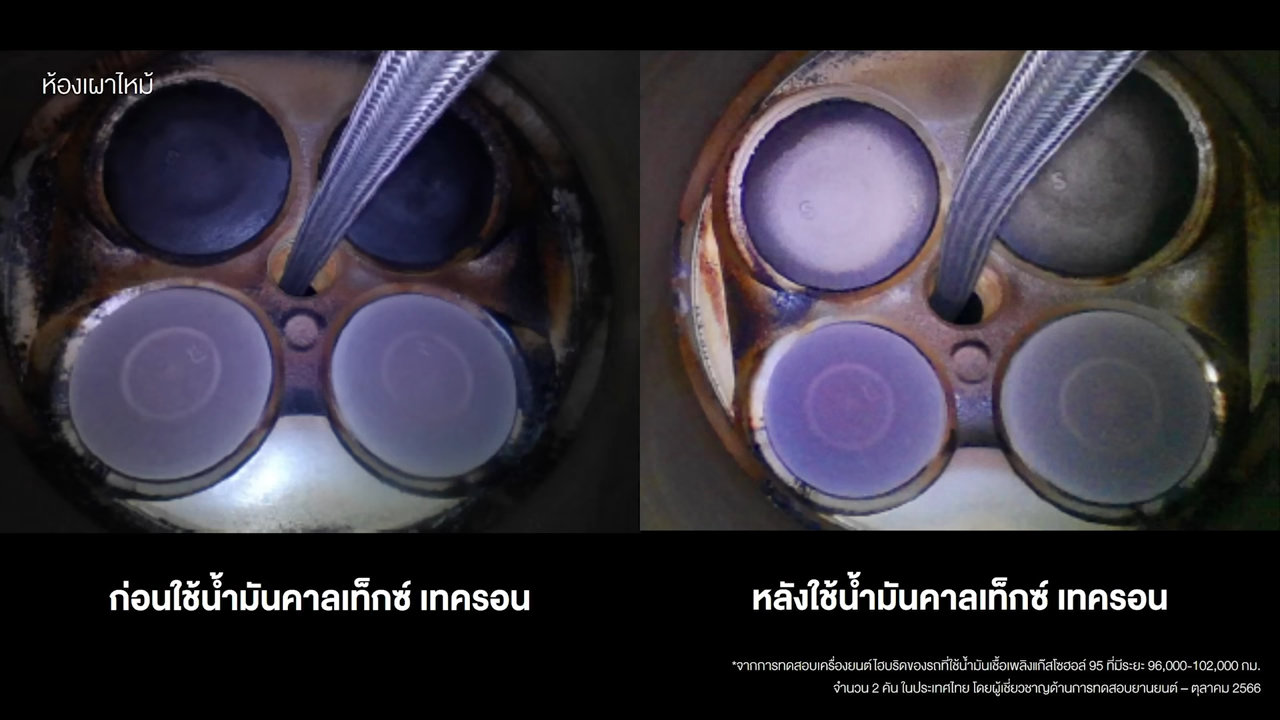 ห้องเผาไหม้
ก่อนใช้น้ำมันคาลเท็กซ์ เทครอน
หลังใช้น้ำมันคาลเท็กซ์ เทครอน
*จากการทดสอบเครื่องยนต์ไฮบริดของรถที่ใช้น้ำมันเชื้อเพลิงแก๊สโซฮอล์ 95 ที่มีระยะ 96,000-102,000 กม.
จำนวน 2 คัน ในประเทศไทย โดยผู้เชี่ยวชาญด้านการทดสอบยานยนต์ – ตุลาคม 2566